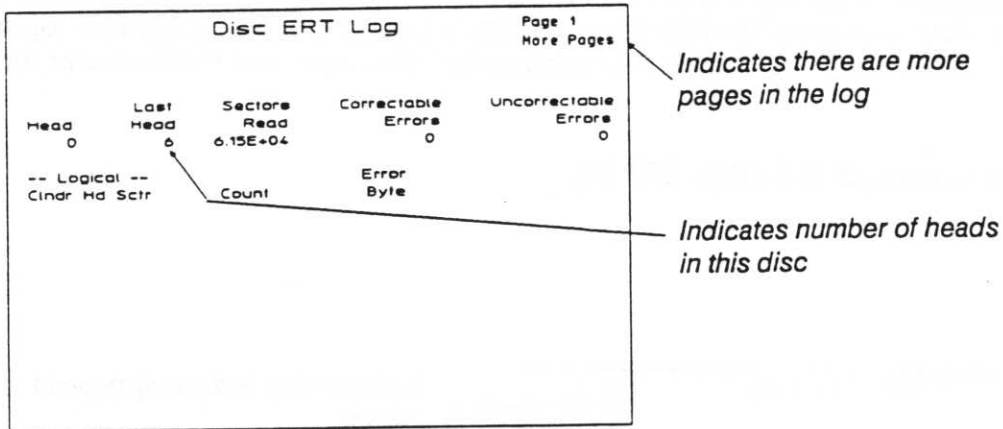 Disc ERT Log
Page 1
More Pages
Indicates there are more
pages in the log
Last Sectors Correctable Uncorrectable
Head Head Read Errors Errors
0 6 6.15E+04 0 0
-- Logical -- Error
Clndr Hd Sctr Count Byte
Indicates number of heads
in this disc